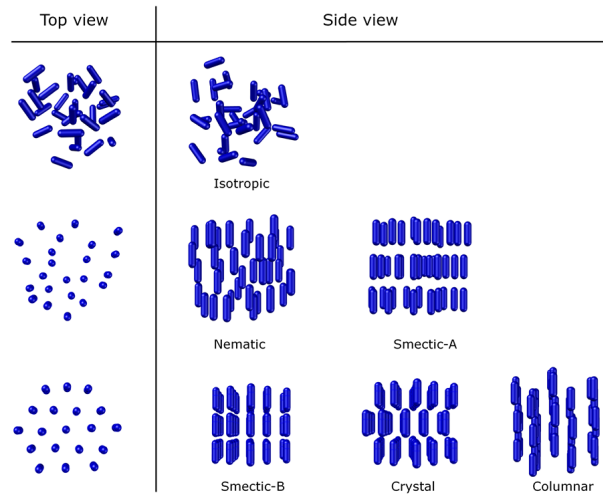 Top view
Side view
Isotropic
Nematic
Smectic-A
Smectic-B
Crystal
Columnar